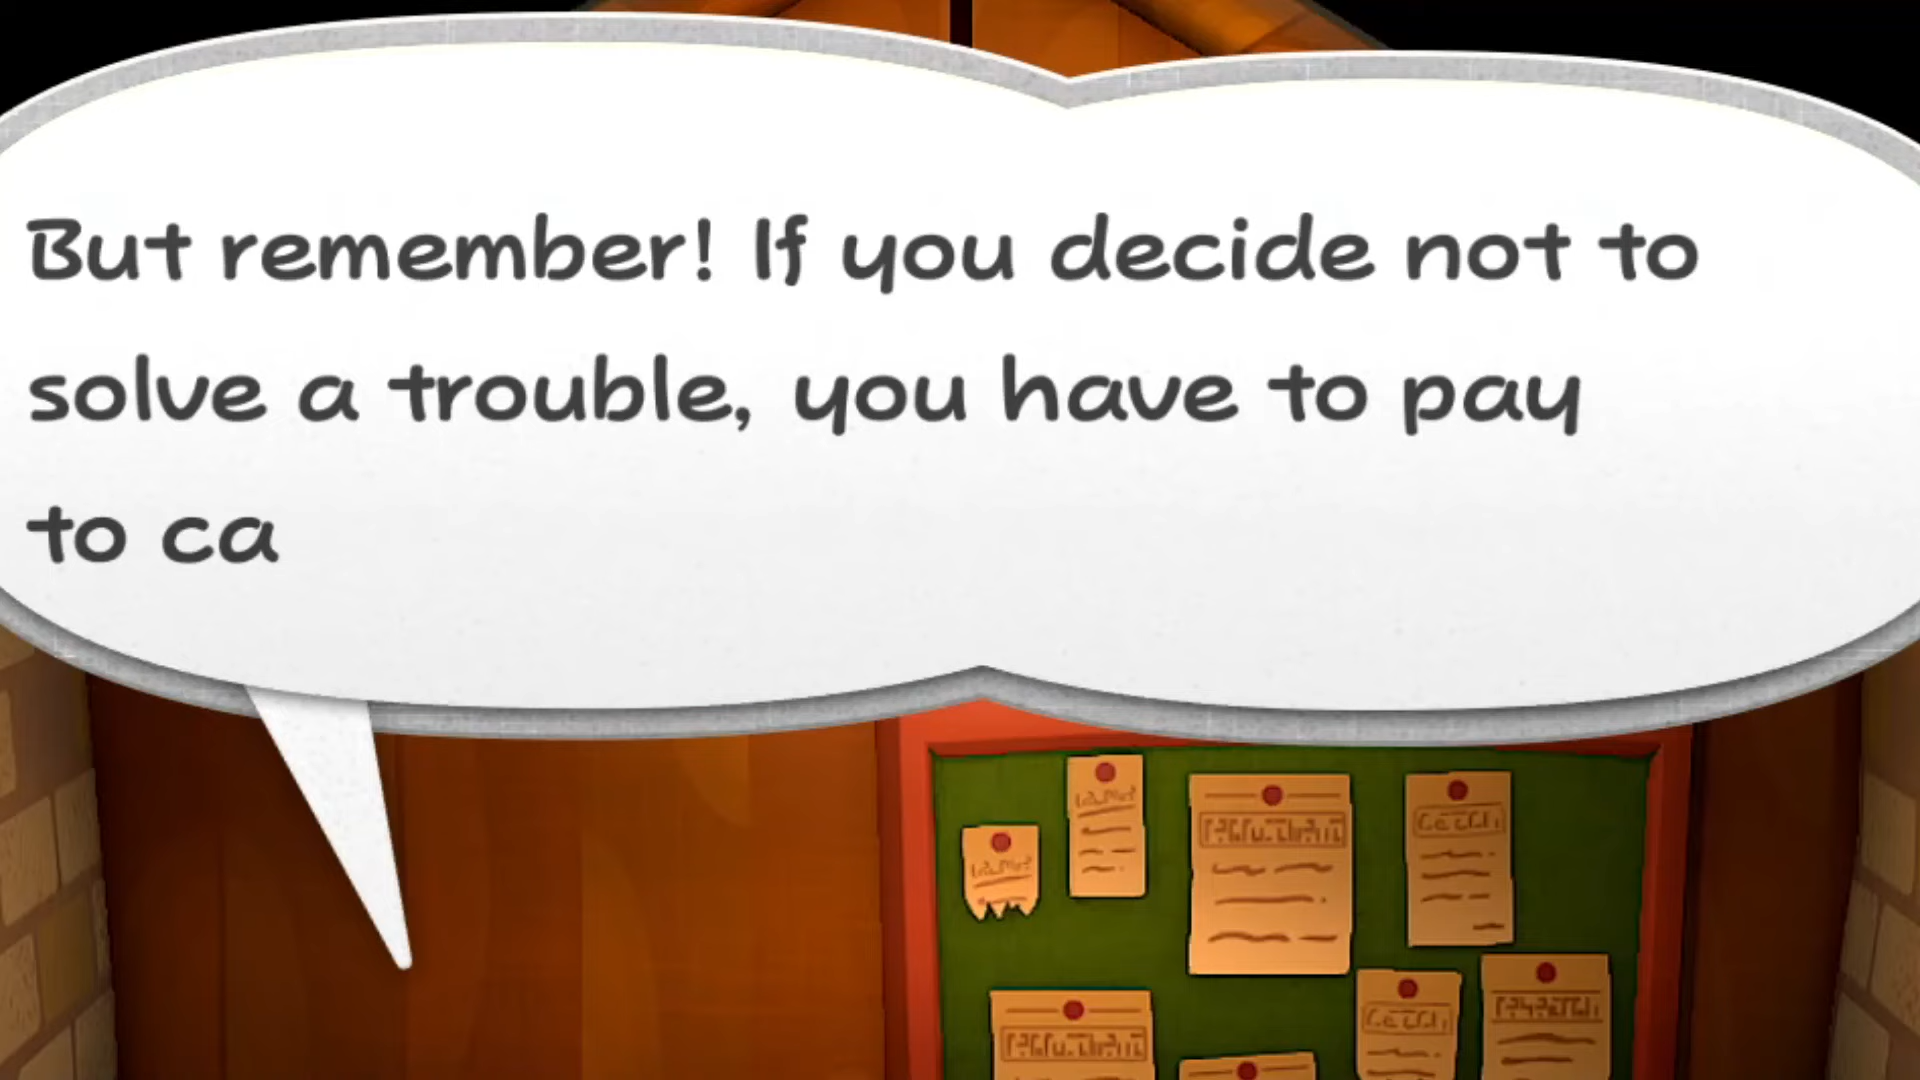 But remember! If you decide not to
solve a trouble, you have to pay
to ca